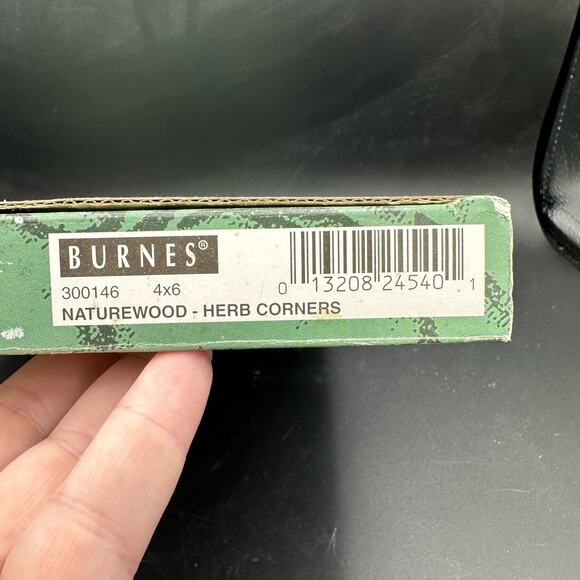 BURNES®
300146 4x6
NATUREWOOD - HERB CORNERS
0 13208 24540 . 1